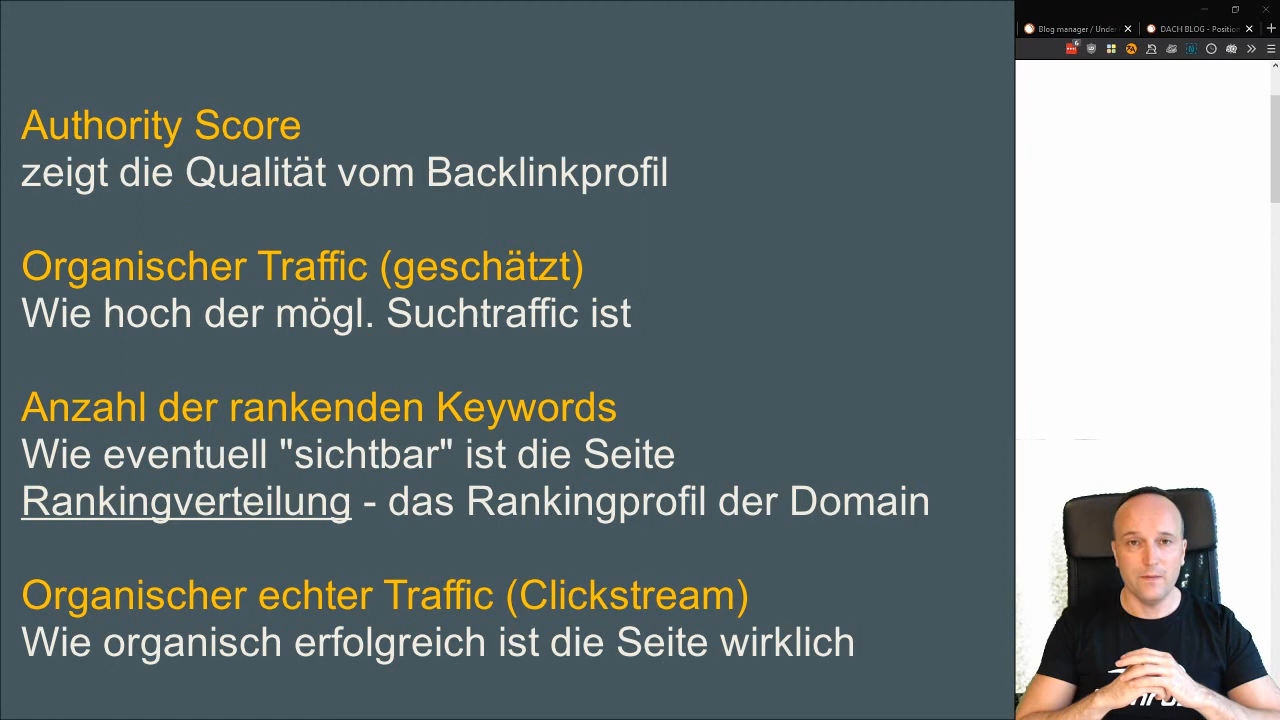 Authority Score
zeigt die Qualität vom Backlinkprofil
Organischer Traffic (geschätzt)
Wie hoch der mögl. Suchtraffic ist
Anzahl der rankenden Keywords
Wie eventuell "sichtbar" ist die Seite
Rankingverteilung - das Rankingprofil der Domain
Organischer echter Traffic (Clickstream)
Wie organisch erfolgreich ist die Seite wirklich
Blog manager / Under
DACH BLOG - Position